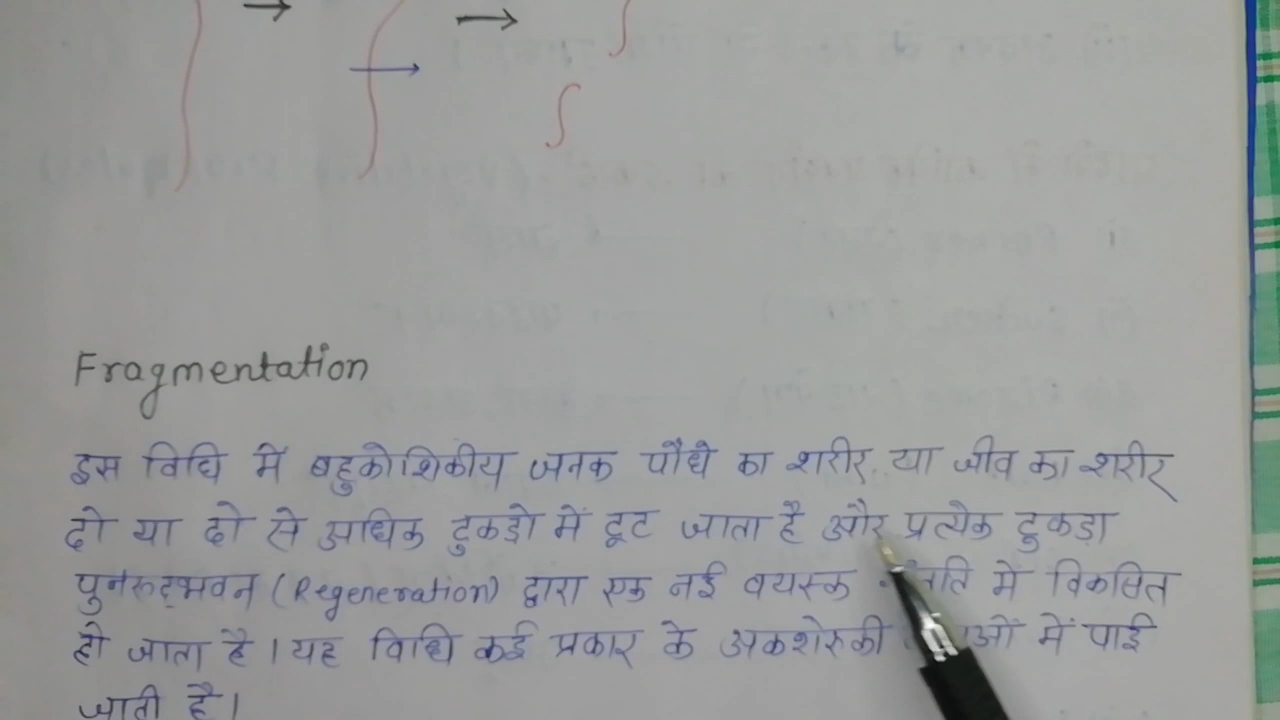 Fragmentation
इस विधि में बहुकोशिकीय जनक पौधे का शरीर या जीव का शरीर
दो या दो से अधिक टुकडो में टूट जाता है और प्रत्येक टुकड़ा
पुनरूद्भवन (Regeneration) द्वारा एक नई वयस्क में विकसित
हो जाता है। यह विधि कई प्रकार के अकशेरूकी में पाई
जाती है।